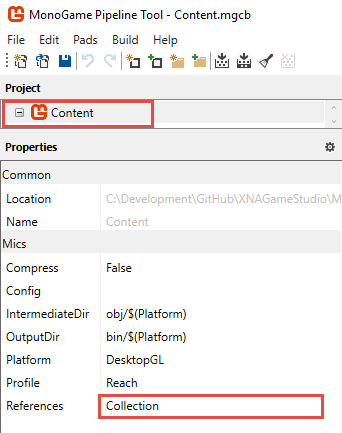 MonoGame Pipeline Tool - Content.mgcb
File Edit Pads Build Help
Project
Content
Properties
Common
Location C:\Development\GitHub\XNAGameStudio\M
Name Content
Mics
Compress False
Config
IntermediateDir obj/$(Platform)
OutputDir bin/$(Platform)
Platform DesktopGL
Profile Reach
References Collection